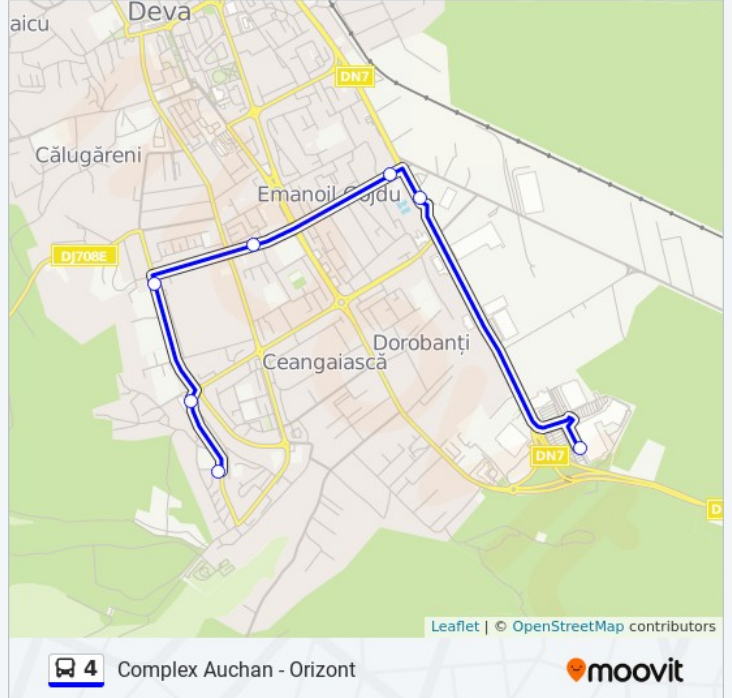 Deva
aicu
DN7
Călugăreni
Emanoil Gojdu
DJ708E
Dorobanți
Ceangaiască
DN7
D
Leaflet | © OpenStreetMap contributors
4 Complex Auchan - Orizont
moovit